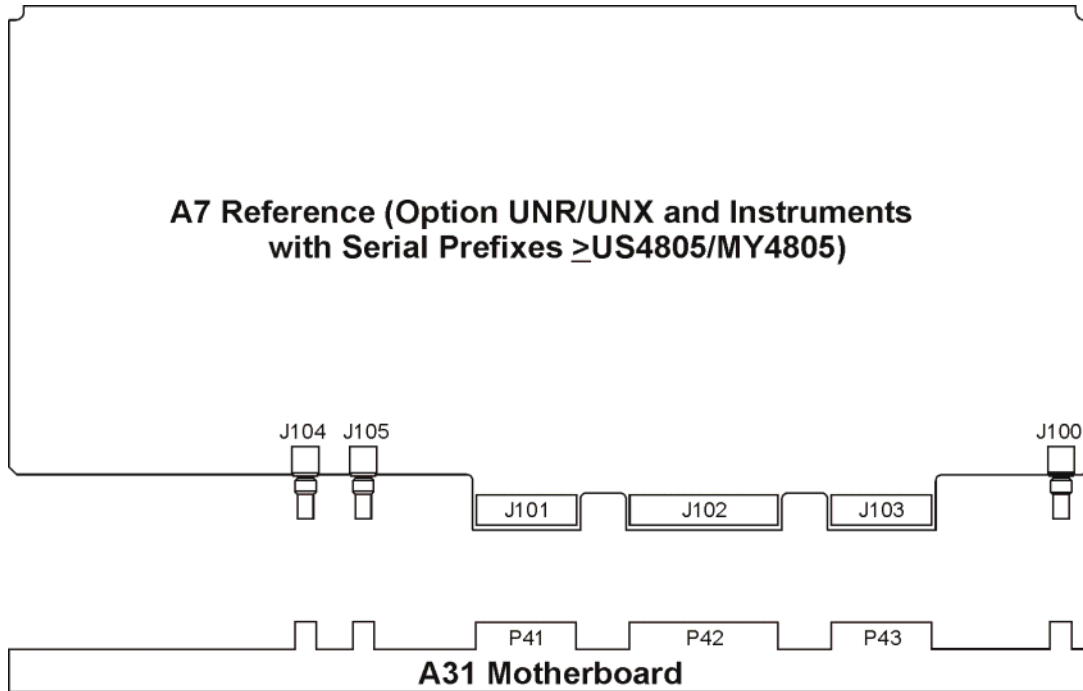 A7 Reference (Option UNR/UNX and Instruments
with Serial Prefixes >US4805/MY4805)
J104 J105 J100
J101 J102 J103
P41 P42 P43
A31 Motherboard